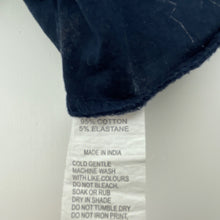 95% COTTON
5% ELASTANE
MADE IN INDIA
COLD GENTLE
MACHINE WASH
WITH LIKE COLOURS
DO NOT BLEACH,
SOAK OR RUB
DRY IN SHADE
DO NOT TUMBLE DRY
DO NOT IRON PRINT.